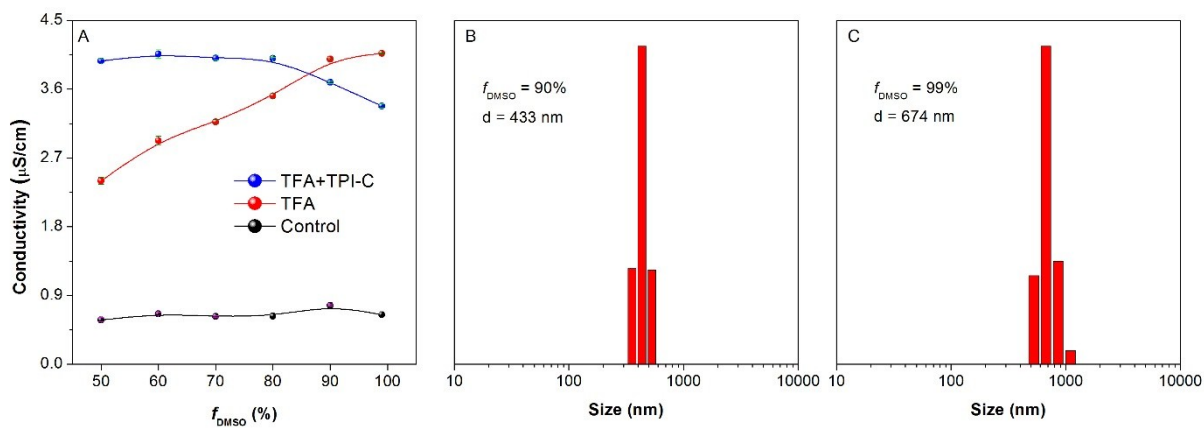 A
4.5
3.6
2.7
1.8
0.9
0.0
Conductivity (μS/cm)
TFA+TPI-C
TFA
Control
50 60 70 80 90 100
fDMSO (%)
B
fDMSO = 90%
d = 433 nm
10 100 1000 10000
Size (nm)
C
fDMSO = 99%
d = 674 nm
10 100 1000 10000
Size (nm)